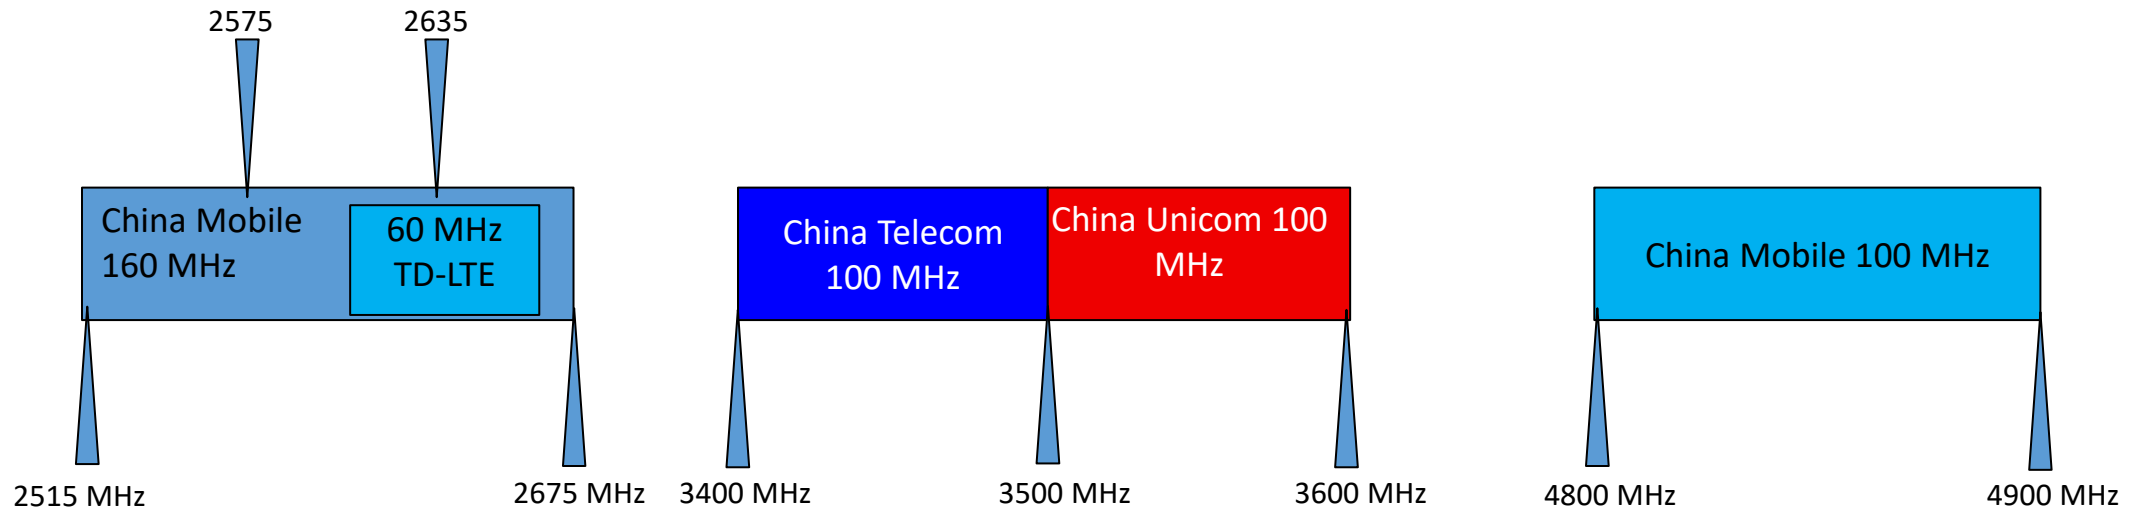 2575
2635
China Mobile
160 MHz
60 MHz
TD-LTE
China Telecom
100 MHz
China Unicom 100
MHz
China Mobile 100 MHz
2515 MHz
2675 MHz
3400 MHz
3500 MHz
3600 MHz
4800 MHz
4900 MHz